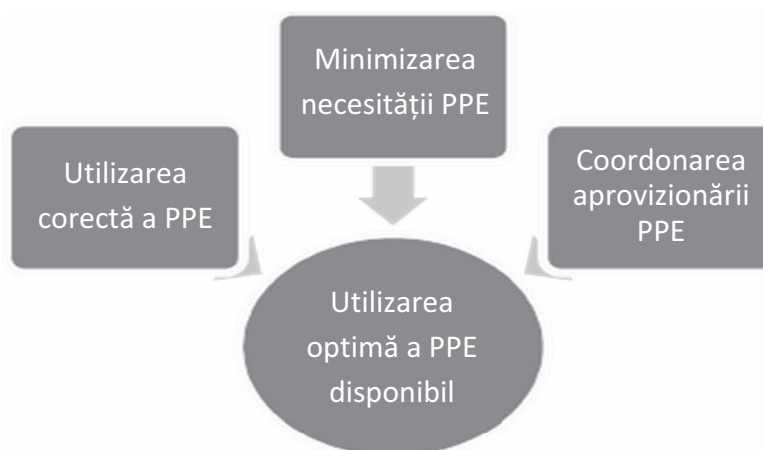 Minimizarea
necesității PPE
Utilizarea
corectă a PPE
Coordonarea
aprovizionării
PPE
Utilizarea
optimă a PPE
disponibil